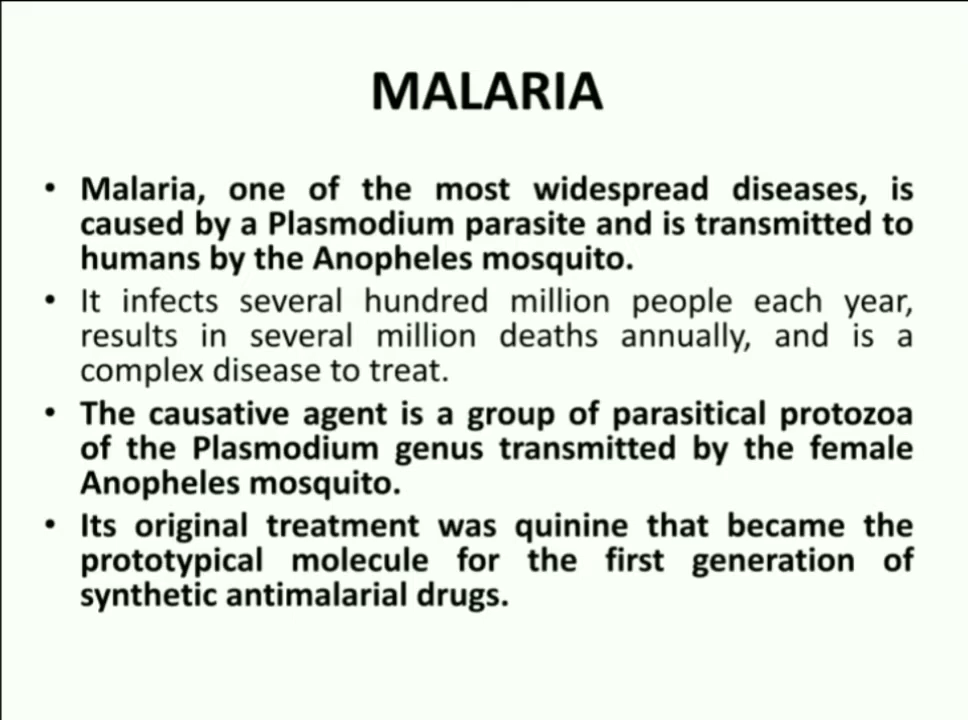 MALARIA
• Malaria, one of the most widespread diseases, is
caused by a Plasmodium parasite and is transmitted to
humans by the Anopheles mosquito.
• It infects several hundred million people each year,
results in several million deaths annually, and is a
complex disease to treat.
• The causative agent is a group of parasitical protozoa
of the Plasmodium genus transmitted by the female
Anopheles mosquito.
• Its original treatment was quinine that became the
prototypical molecule for the first generation of
synthetic antimalarial drugs.